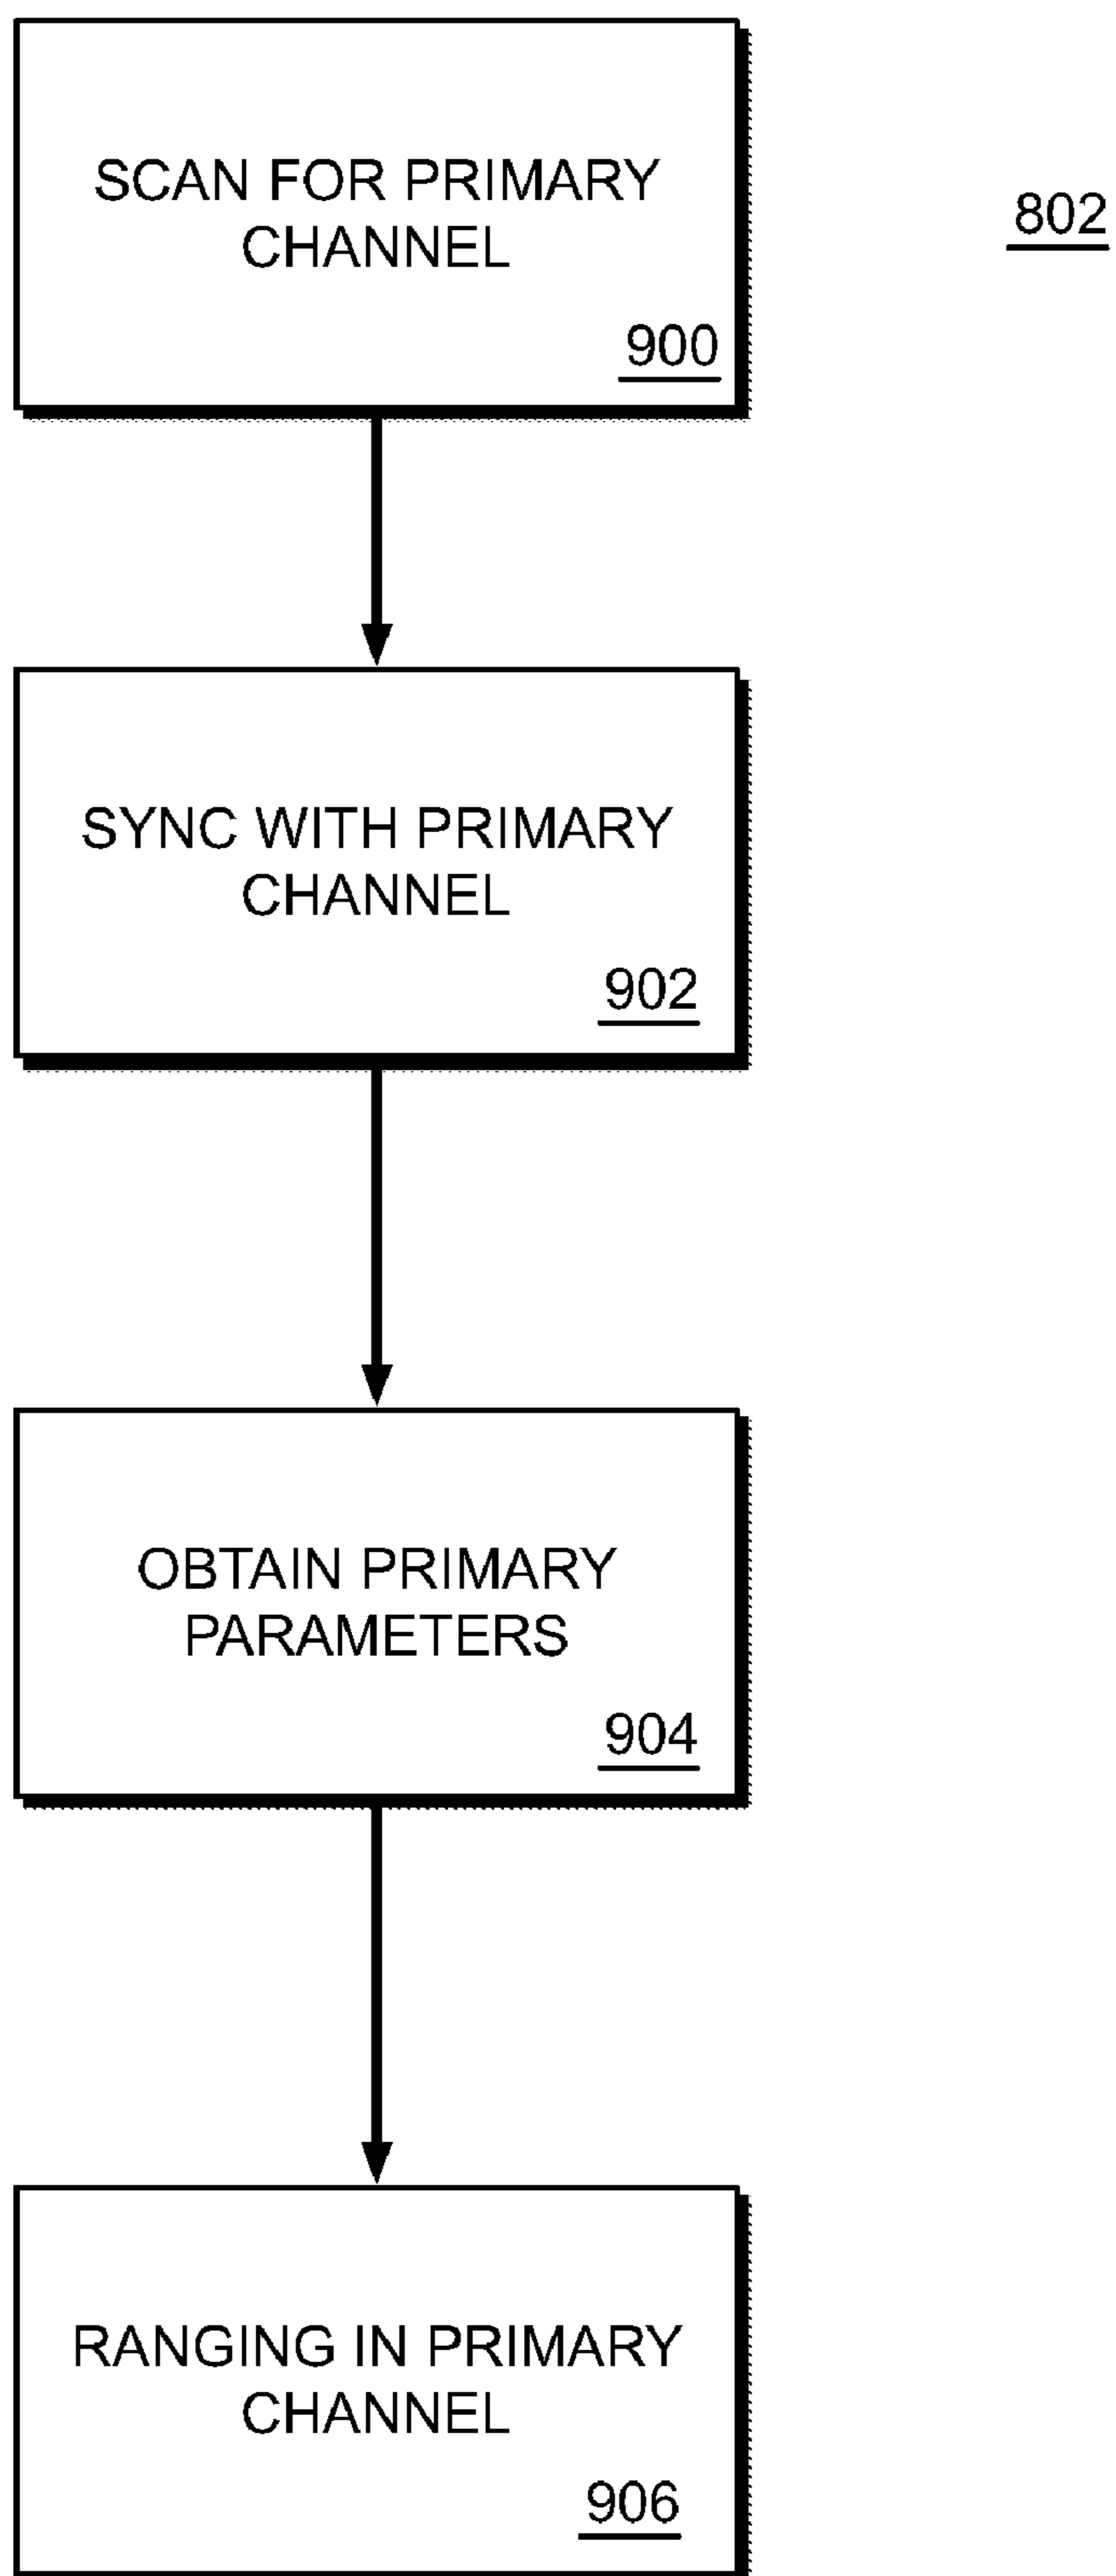 SCAN FOR PRIMARY
CHANNEL
900
802
SYNC WITH PRIMARY
CHANNEL
902
OBTAIN PRIMARY
PARAMETERS
904
RANGING IN PRIMARY
CHANNEL
906